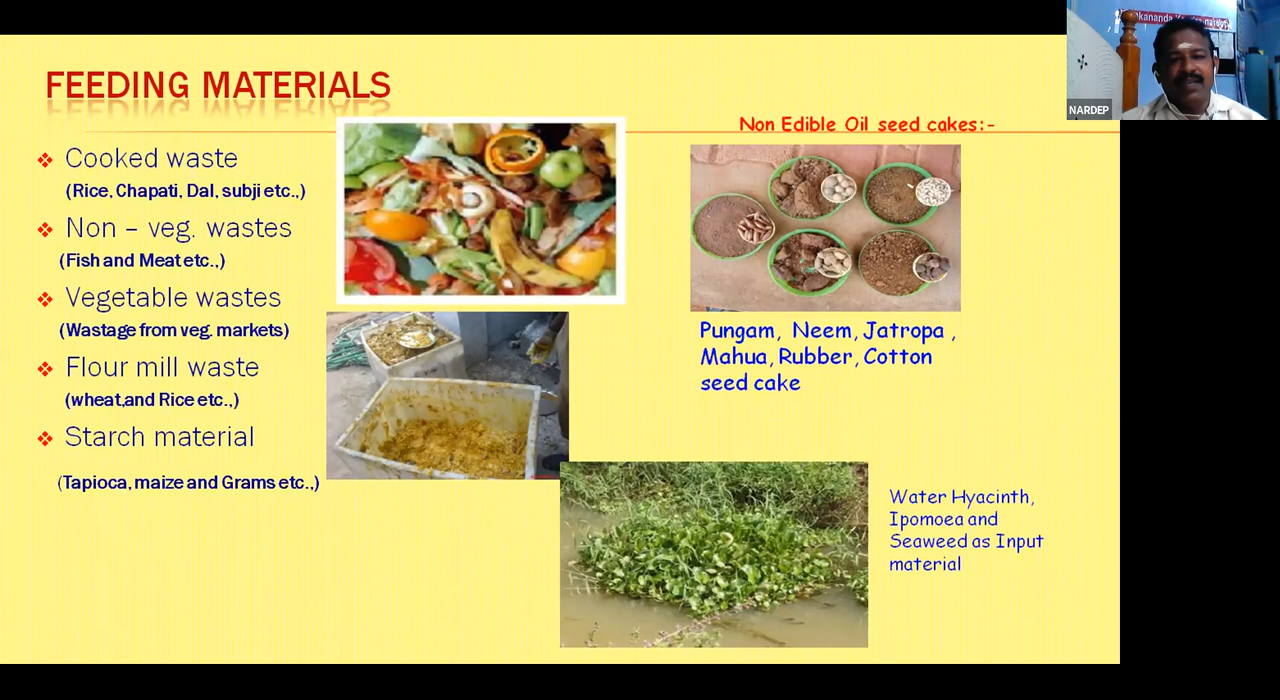 FEEDING MATERIALS
Cooked waste
(Rice, Chapati, Dal, subji etc.,)
Non – veg. wastes
(Fish and Meat etc.,)
Vegetable wastes
(Wastage from veg. markets)
Flour mill waste
(wheat,and Rice etc.,)
Starch material
(Tapioca, maize and Grams etc.,)
Non Edible Oil seed cakes:-
Pungam, Neem, Jatropa ,
Mahua, Rubber, Cotton
seed cake
Water Hyacinth,
Ipomoea and
Seaweed as Input
material
NARDEP